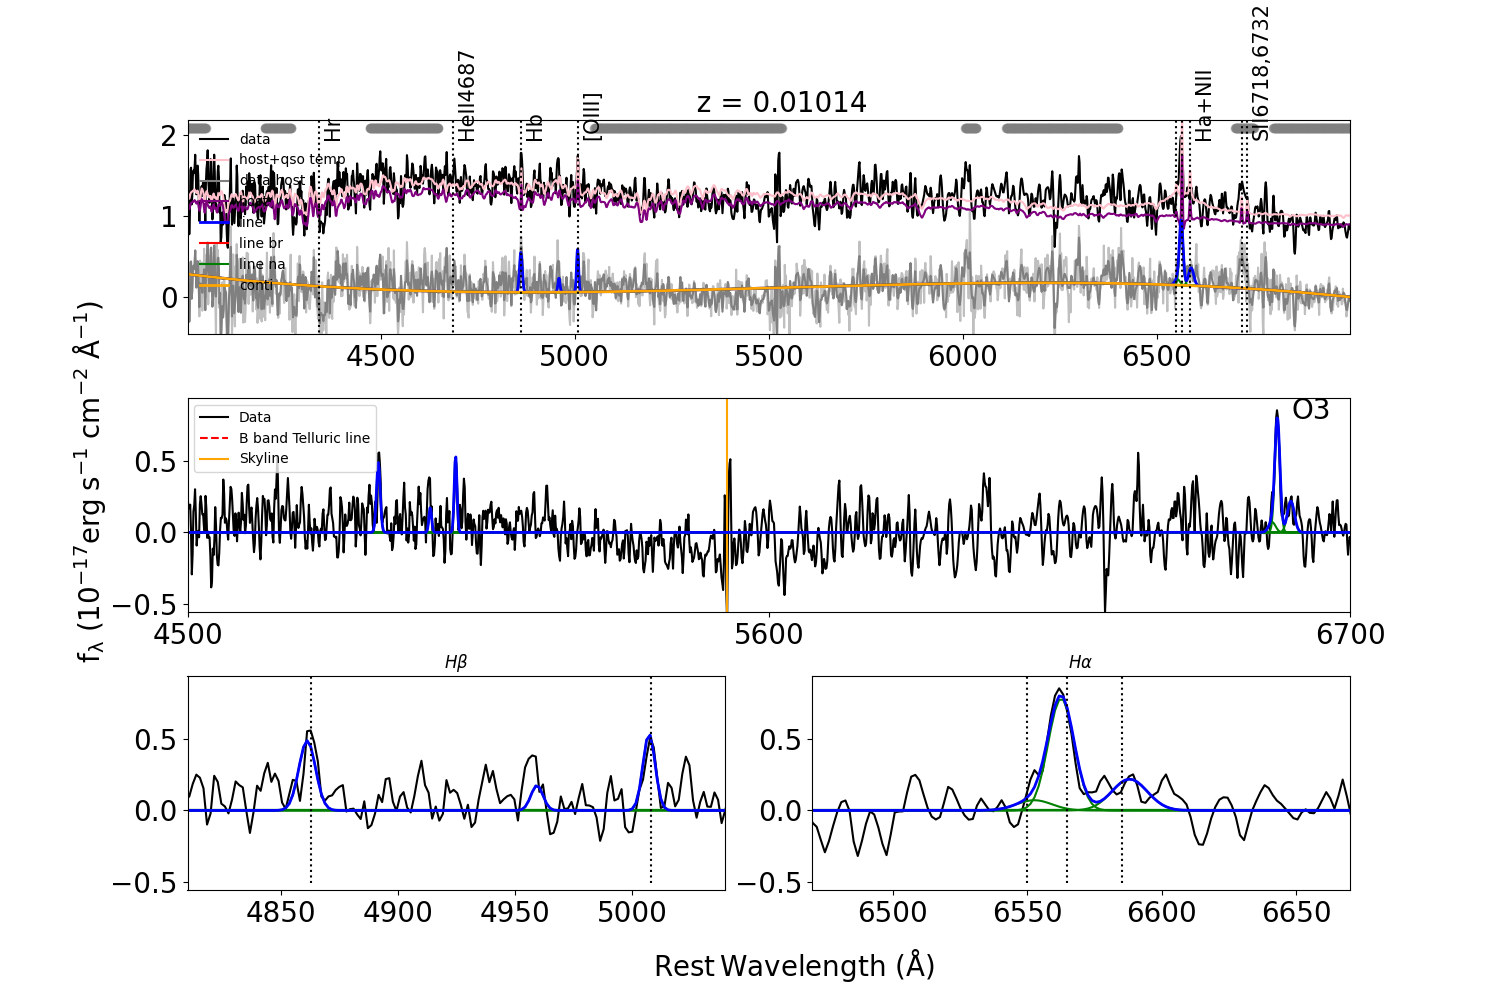 z = 0.01014
Hr
HeII4687
Hb
[OIII]
Ha+NII
SII6718,6732
data
host+qso temp
data-host
line
line br
line na
conti
2
1
0
4500 5000 5500 6000 6500
f_λ (10⁻¹⁷erg s⁻¹ cm⁻² Å⁻¹)
Data
B band Telluric line
Skyline
O3
0.5
0.0
−0.5
4500 5600 6700
Hβ
0.5
0.0
−0.5
4850 4900 4950 5000
Hα
0.5
0.0
−0.5
6500 6550 6600 6650
Rest Wavelength (Å)